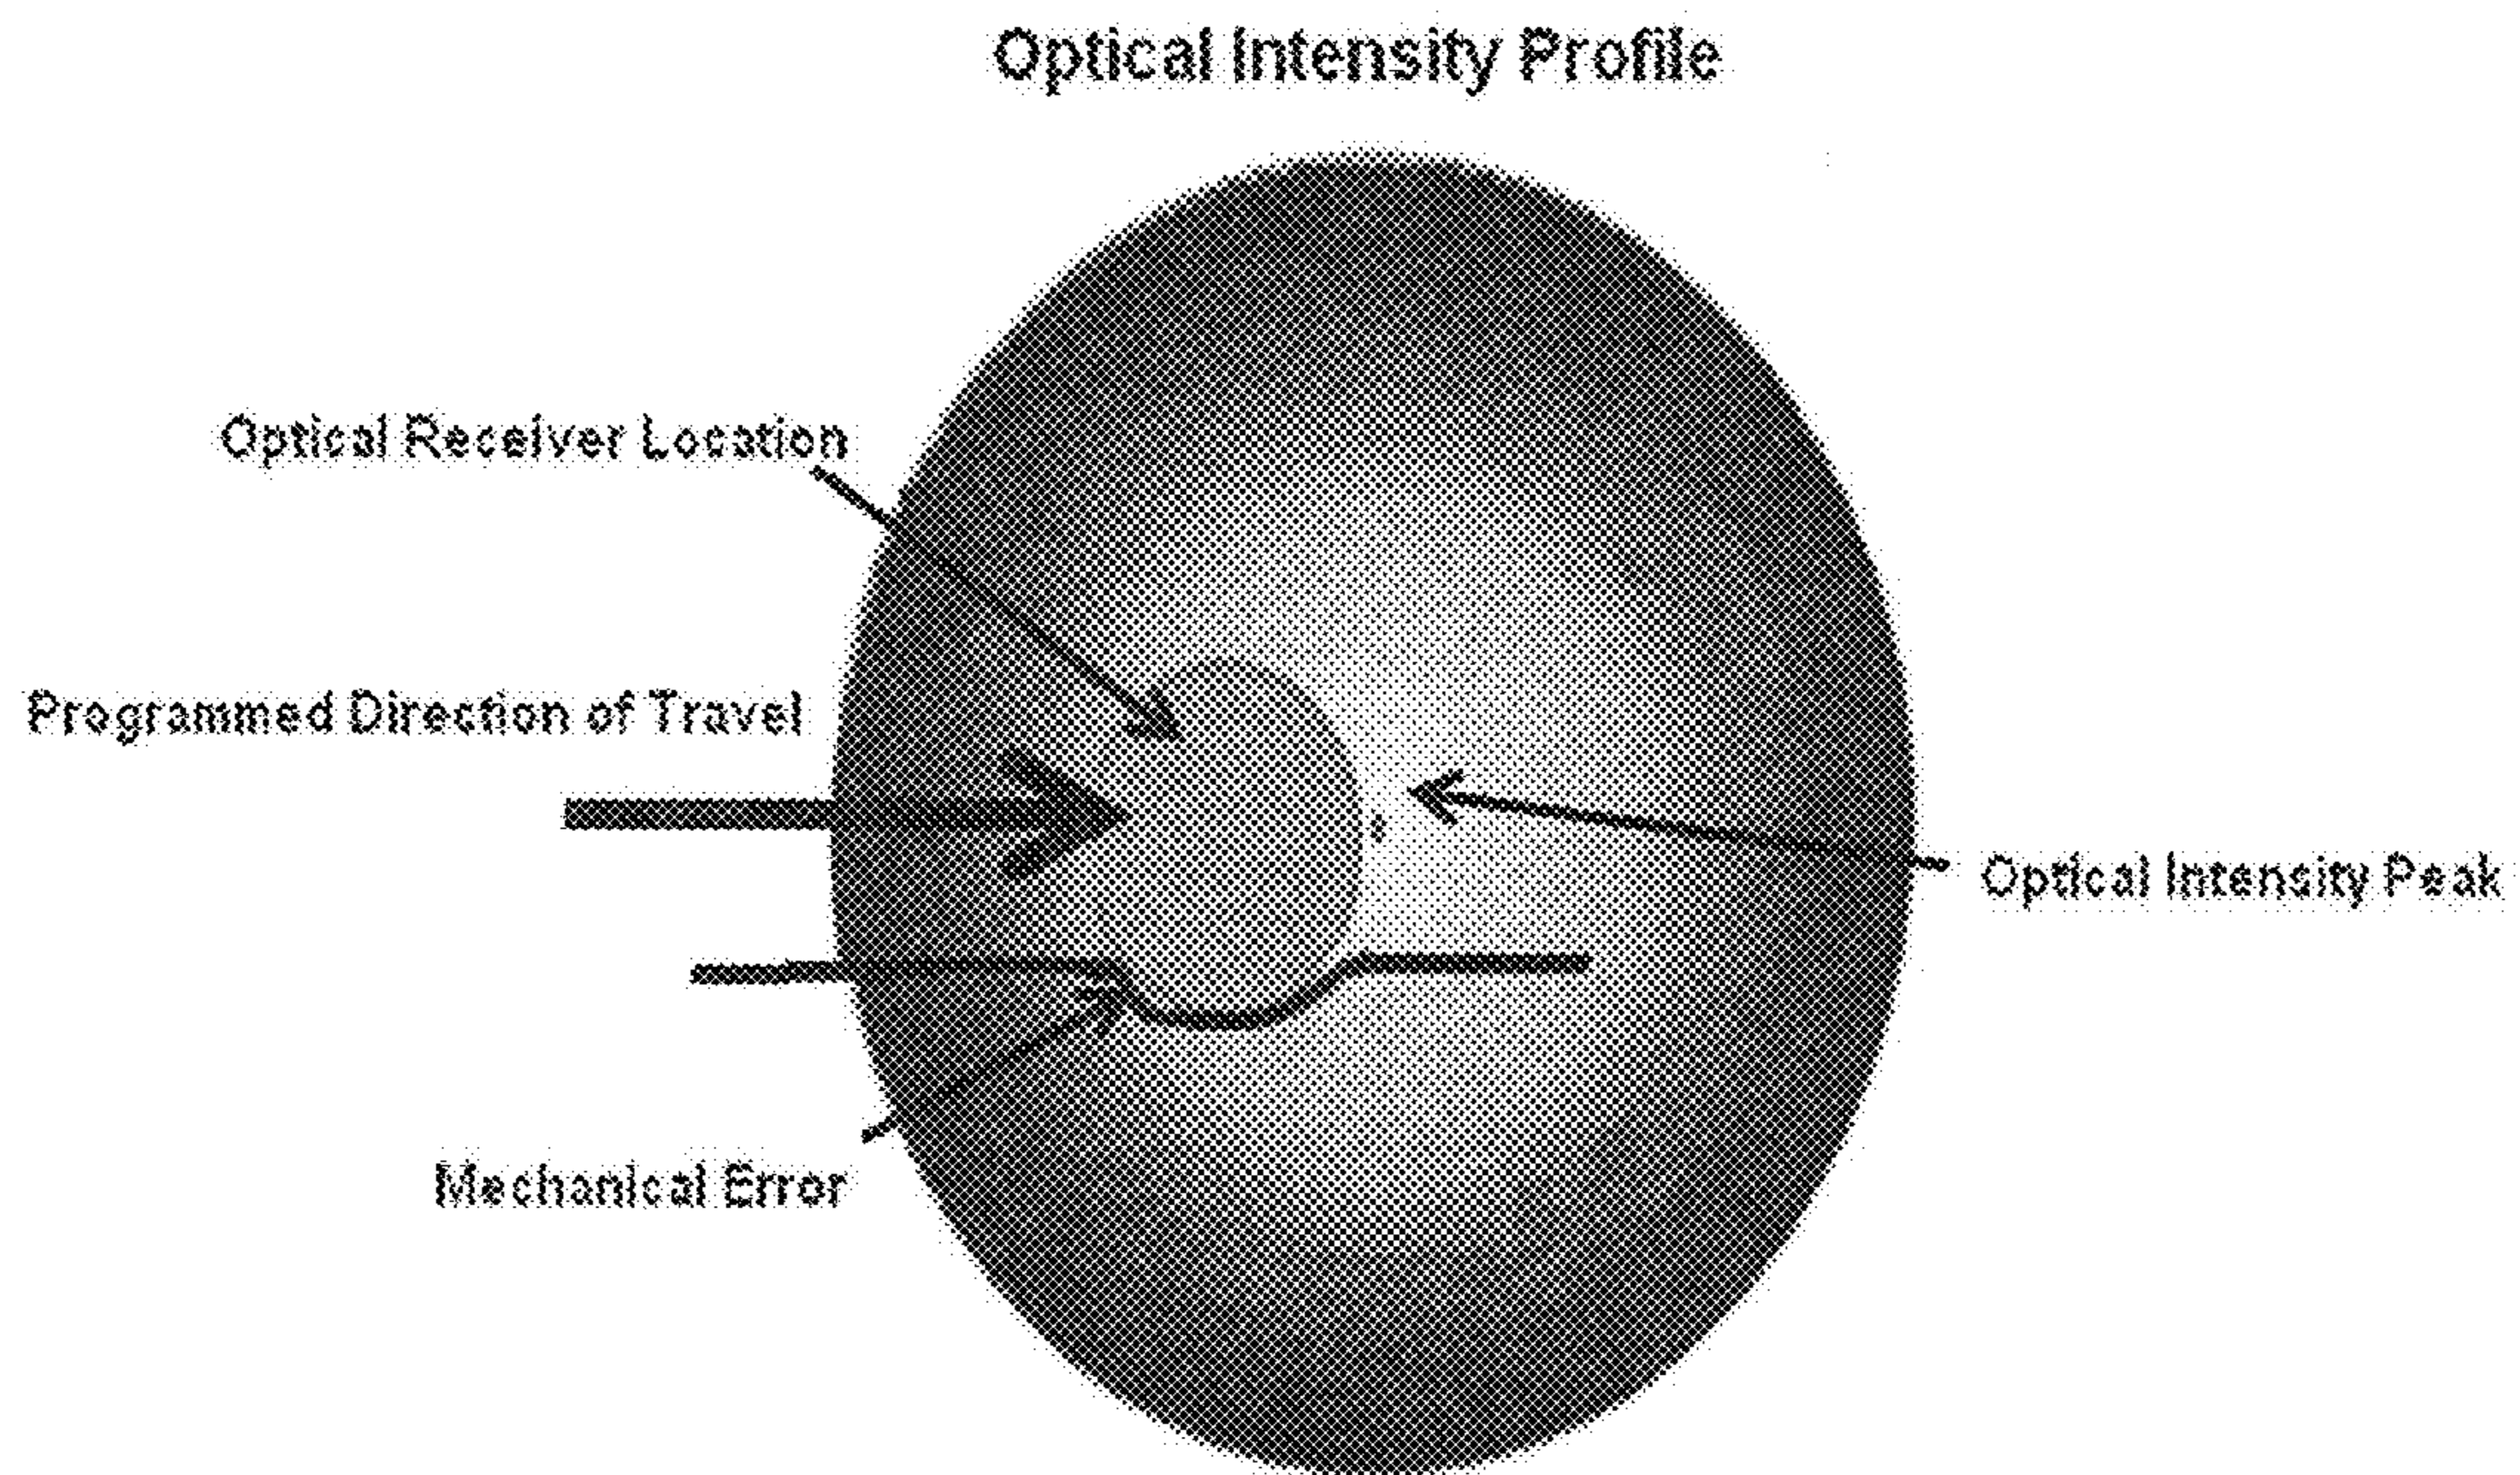 Optical Intensity Profile
Optical Receiver Location
Programmed Direction of Travel
Optical Intensity Peak
Mechanical Error